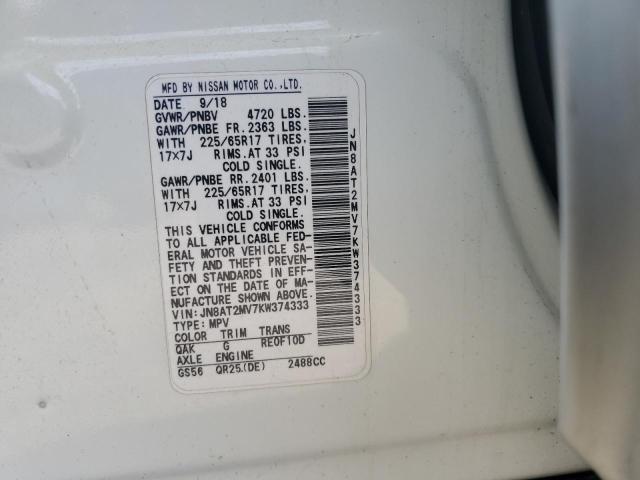 MFD BY NISSAN MOTOR CO.,LTD.
DATE 9/18
GVWR/PNBV 4720 LBS.
GAWR/PNBE FR. 2363 LBS.
WITH 225/65R17 TIRES,
17×7J RIMS.AT 33 PSI
COLD SINGLE.
GAWR/PNBE RR. 2401 LBS.
WITH 225/65R17 TIRES,
17×7J RIMS.AT 33 PSI
COLD SINGLE.
THIS VEHICLE CONFORMS
TO ALL APPLICABLE FED-
ERAL MOTOR VEHICLE SA-
FETY AND THEFT PREVEN-
TION STANDARDS IN EFF-
ECT ON THE DATE OF MA-
NUFACTURE SHOWN ABOVE.
VIN: JN8AT2MV7KW374333
TYPE: MPV
COLOR TRIM TRANS
QAK G RE0F10D
AXLE ENGINE
GS56 QR25.(DE) 2488CC
JN8AT2MV7KW374333